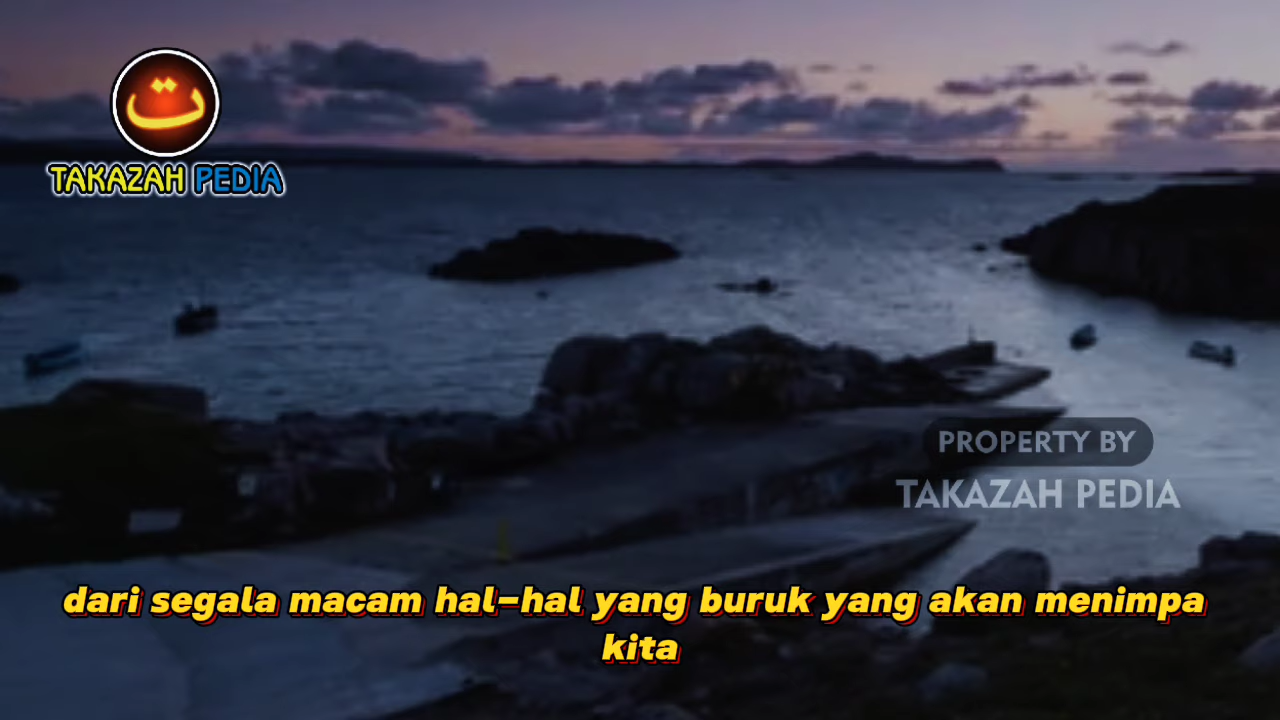 ت
TAKAZAH PEDIA
PROPERTY BY
TAKAZAH PEDIA
dari segala macam hal-hal yang buruk yang akan menimpa
kita